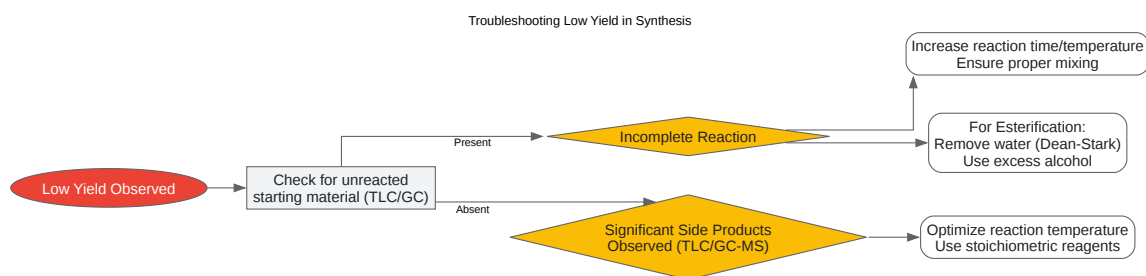 Troubleshooting Low Yield in Synthesis
Increase reaction time/temperature
Ensure proper mixing
Incomplete Reaction
Present
For Esterification:
Remove water (Dean-Stark)
Use excess alcohol
Low Yield Observed
Check for unreacted
starting material (TLC/GC)
Absent
Significant Side Products
Observed (TLC/GC-MS)
Optimize reaction temperature
Use stoichiometric reagents